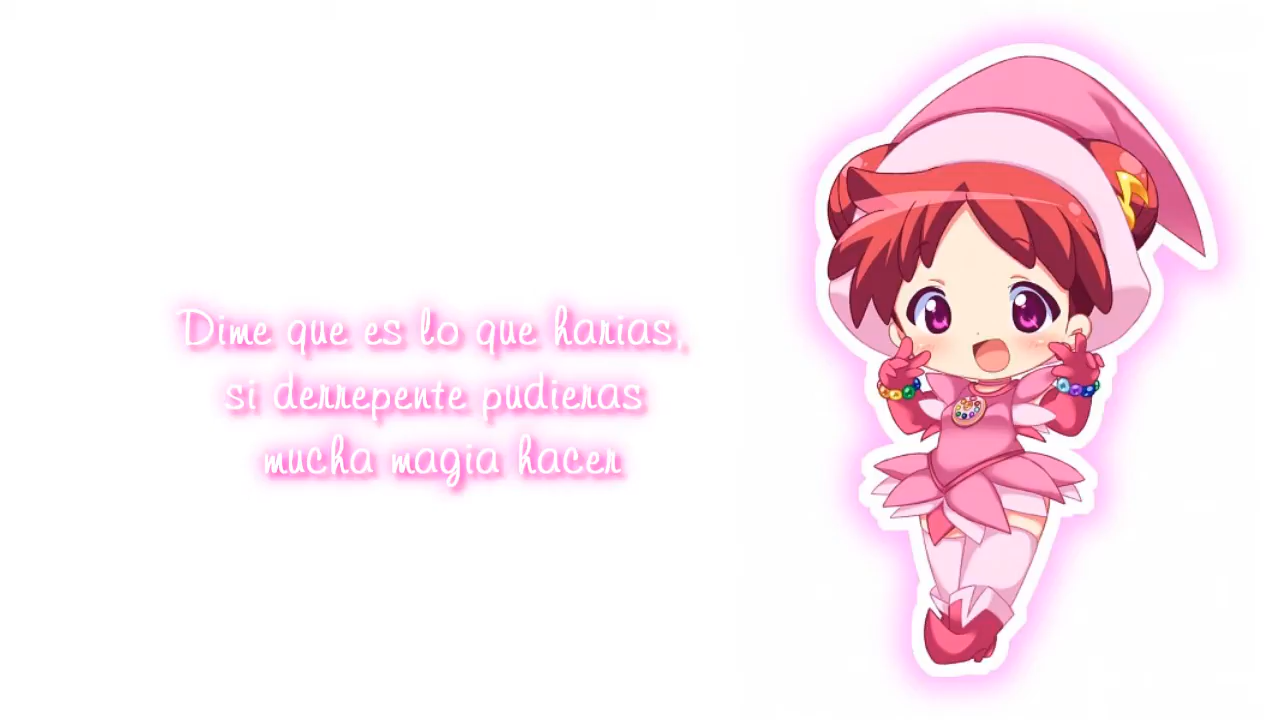 Dime que es lo que harias,
si derrepente pudieras
mucha magia hacer